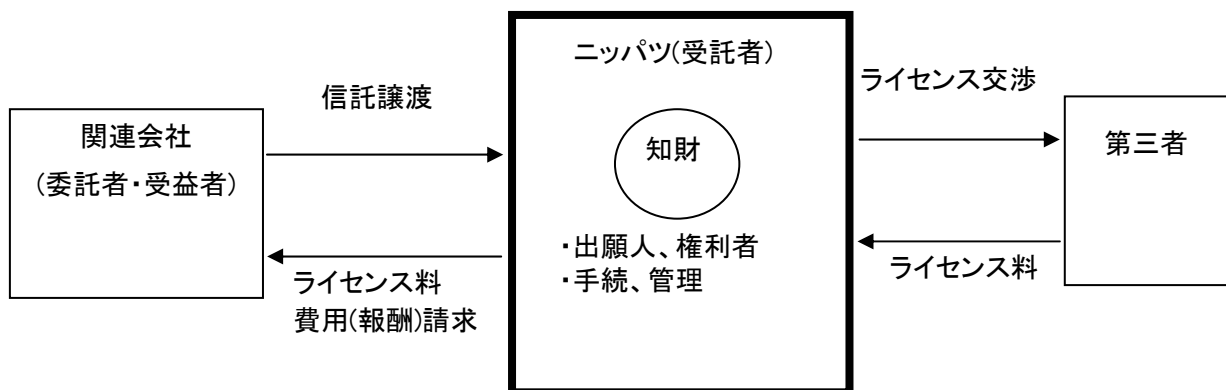 ニッパツ(受託者)
信託譲渡
ライセンス交渉
関連会社
(委託者・受益者)
知財
第三者
・出願人、権利者
・手続、管理
ライセンス料
費用(報酬)請求
ライセンス料